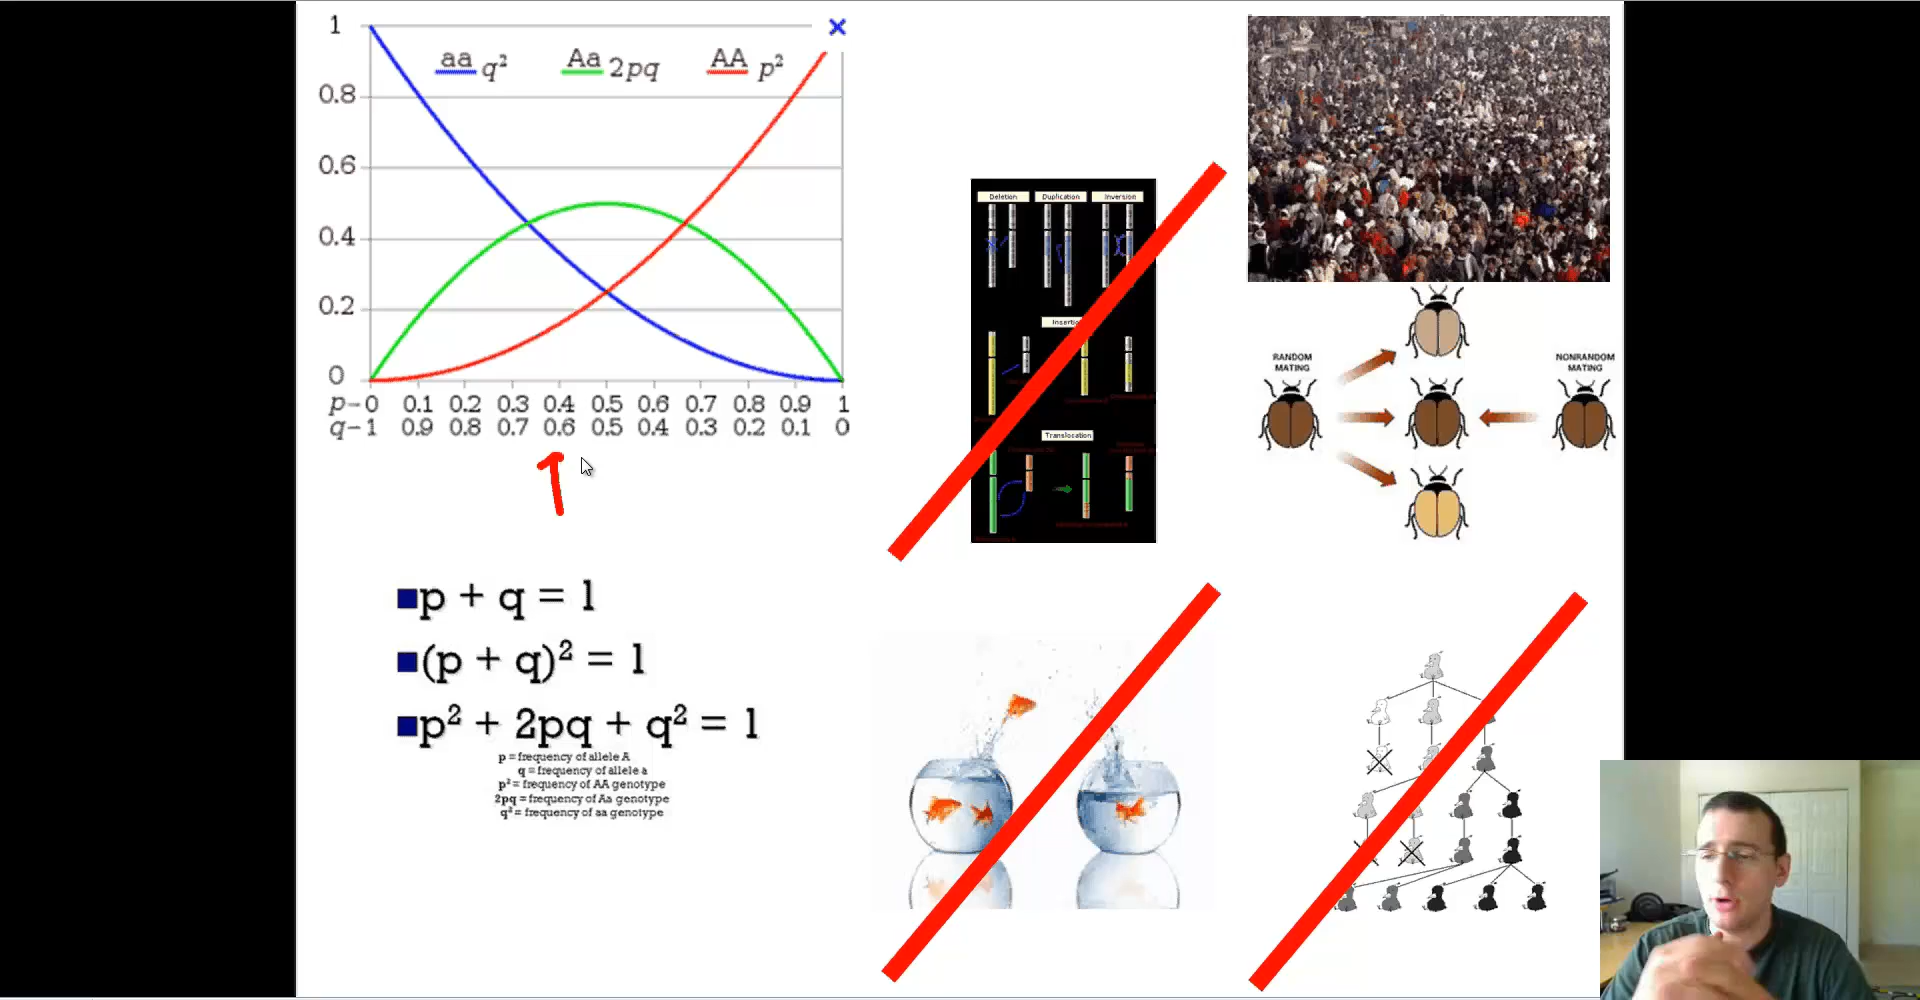 1
aa q²
Aa 2pq
AA p²
0.8
0.6
0.4
0.2
0
p-0 0.1 0.2 0.3 0.4 0.5 0.6 0.7 0.8 0.9 1
q-1 0.9 0.8 0.7 0.6 0.5 0.4 0.3 0.2 0.1 0
p + q = 1
(p + q)² = 1
p² + 2pq + q² = 1
p = frequency of allele A
q = frequency of allele a
p² = frequency of AA genotype
2pq = frequency of Aa genotype
q² = frequency of aa genotype
Deletion Duplication Inversion
Translocation
RANDOM
MATING
NONRANDOM
MATING